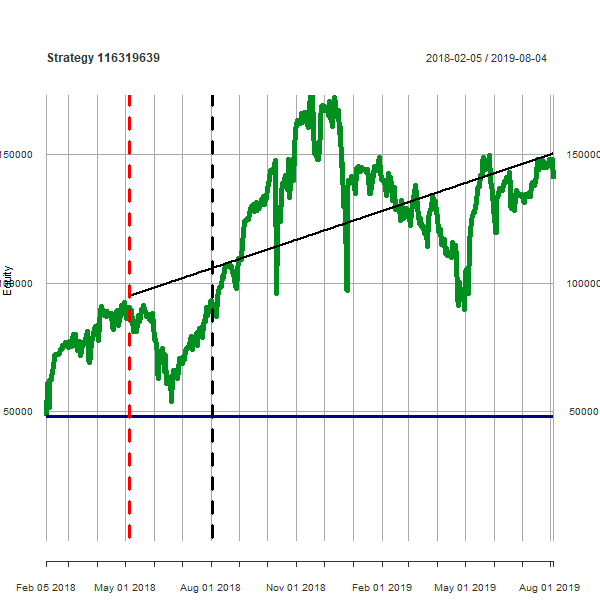 Strategy 116319639
2018-02-05 / 2019-08-04
150000 150000
100000 100000
50000 50000
Equity
Feb 05 2018 May 01 2018 Aug 01 2018 Nov 01 2018 Feb 01 2019 May 01 2019 Aug 01 2019